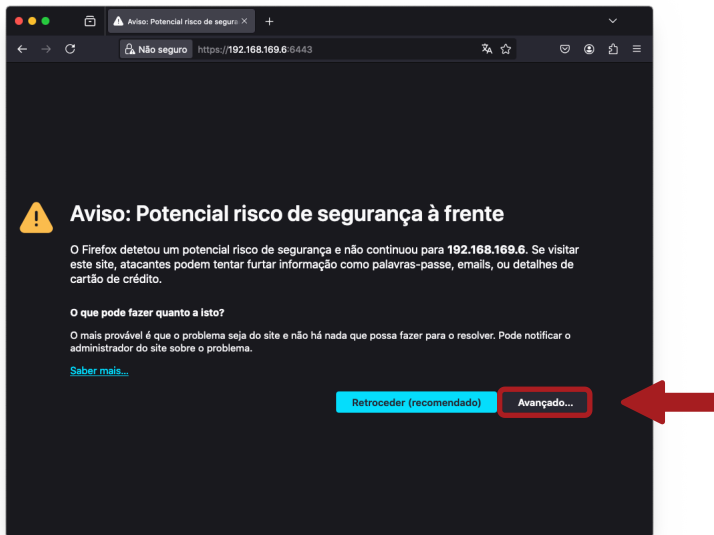 Aviso: Potencial risco de segura
Não seguro https://192.168.169.6:6443
Aviso: Potencial risco de segurança à frente
O Firefox detetou um potencial risco de segurança e não continuou para 192.168.169.6. Se visitar
este site, atacantes podem tentar furtar informação como palavras-passe, emails, ou detalhes de
cartão de crédito.
O que pode fazer quanto a isto?
O mais provável é que o problema seja do site e não há nada que possa fazer para o resolver. Pode notificar o
administrador do site sobre o problema.
Saber mais...
Retroceder (recomendado) Avançado...